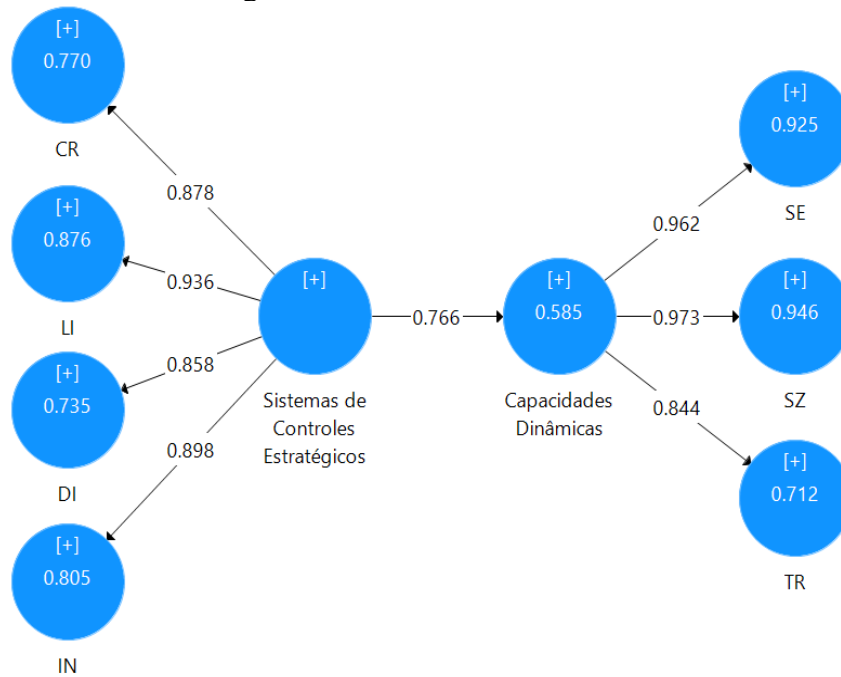 [+]
0.770
CR
[+]
0.876
LI
[+]
0.735
DI
[+]
0.805
IN
0.878
0.936
0.858
0.898
[+]
Sistemas de
Controles
Estratégicos
0.766
[+]
0.585
Capacidades
Dinâmicas
0.962
0.973
0.844
[+]
0.925
SE
[+]
0.946
SZ
[+]
0.712
TR